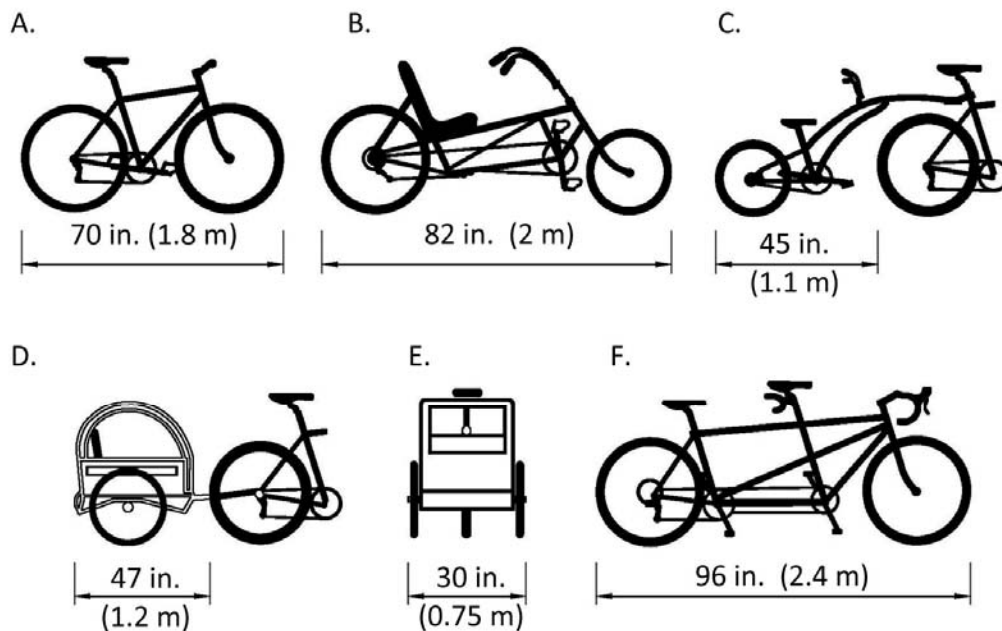 A.
B.
C.
70 in. (1.8 m)
82 in. (2 m)
45 in.
(1.1 m)
D.
E.
F.
47 in.
(1.2 m)
30 in.
(0.75 m)
96 in. (2.4 m)